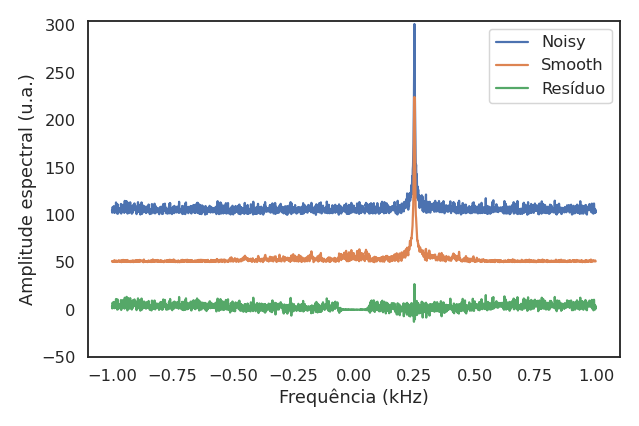 300
250
200
150
100
50
0
−50
Amplitude espectral (u.a.)
Noisy
Smooth
Resíduo
−1.00 −0.75 −0.50 −0.25 0.00 0.25 0.50 0.75 1.00
Frequência (kHz)